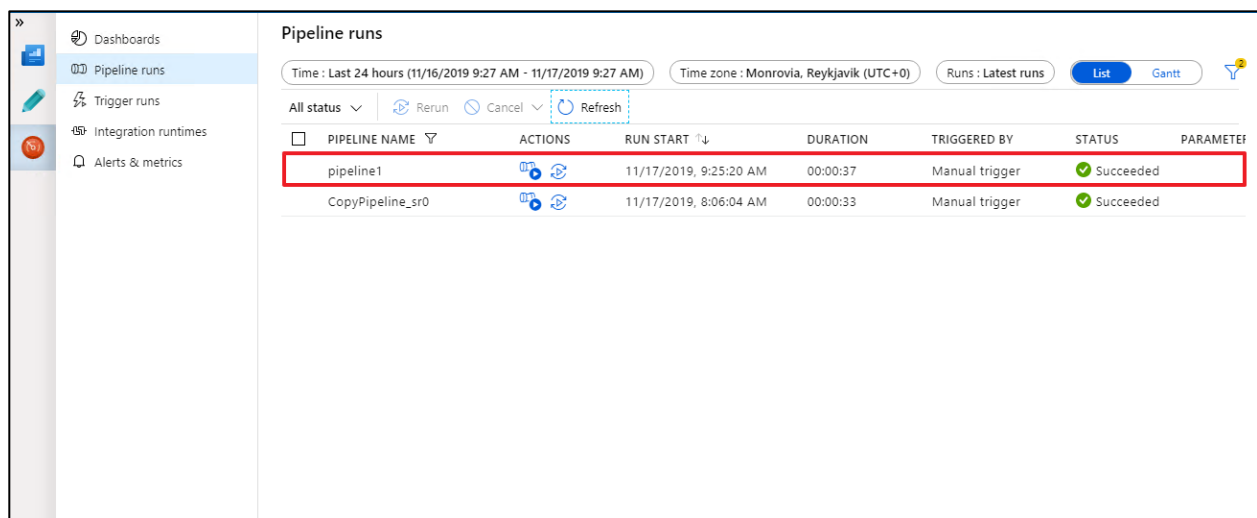 »
Dashboards
Pipeline runs
Trigger runs
Integration runtimes
Alerts & metrics
Pipeline runs
Time : Last 24 hours (11/16/2019 9:27 AM - 11/17/2019 9:27 AM) Time zone : Monrovia, Reykjavik (UTC+0) Runs : Latest runs List Gantt 2
All status Rerun Cancel Refresh
PIPELINE NAME ACTIONS RUN START DURATION TRIGGERED BY STATUS PARAMETER
pipeline1 11/17/2019, 9:25:20 AM 00:00:37 Manual trigger Succeeded
CopyPipeline_sr0 11/17/2019, 8:06:04 AM 00:00:33 Manual trigger Succeeded